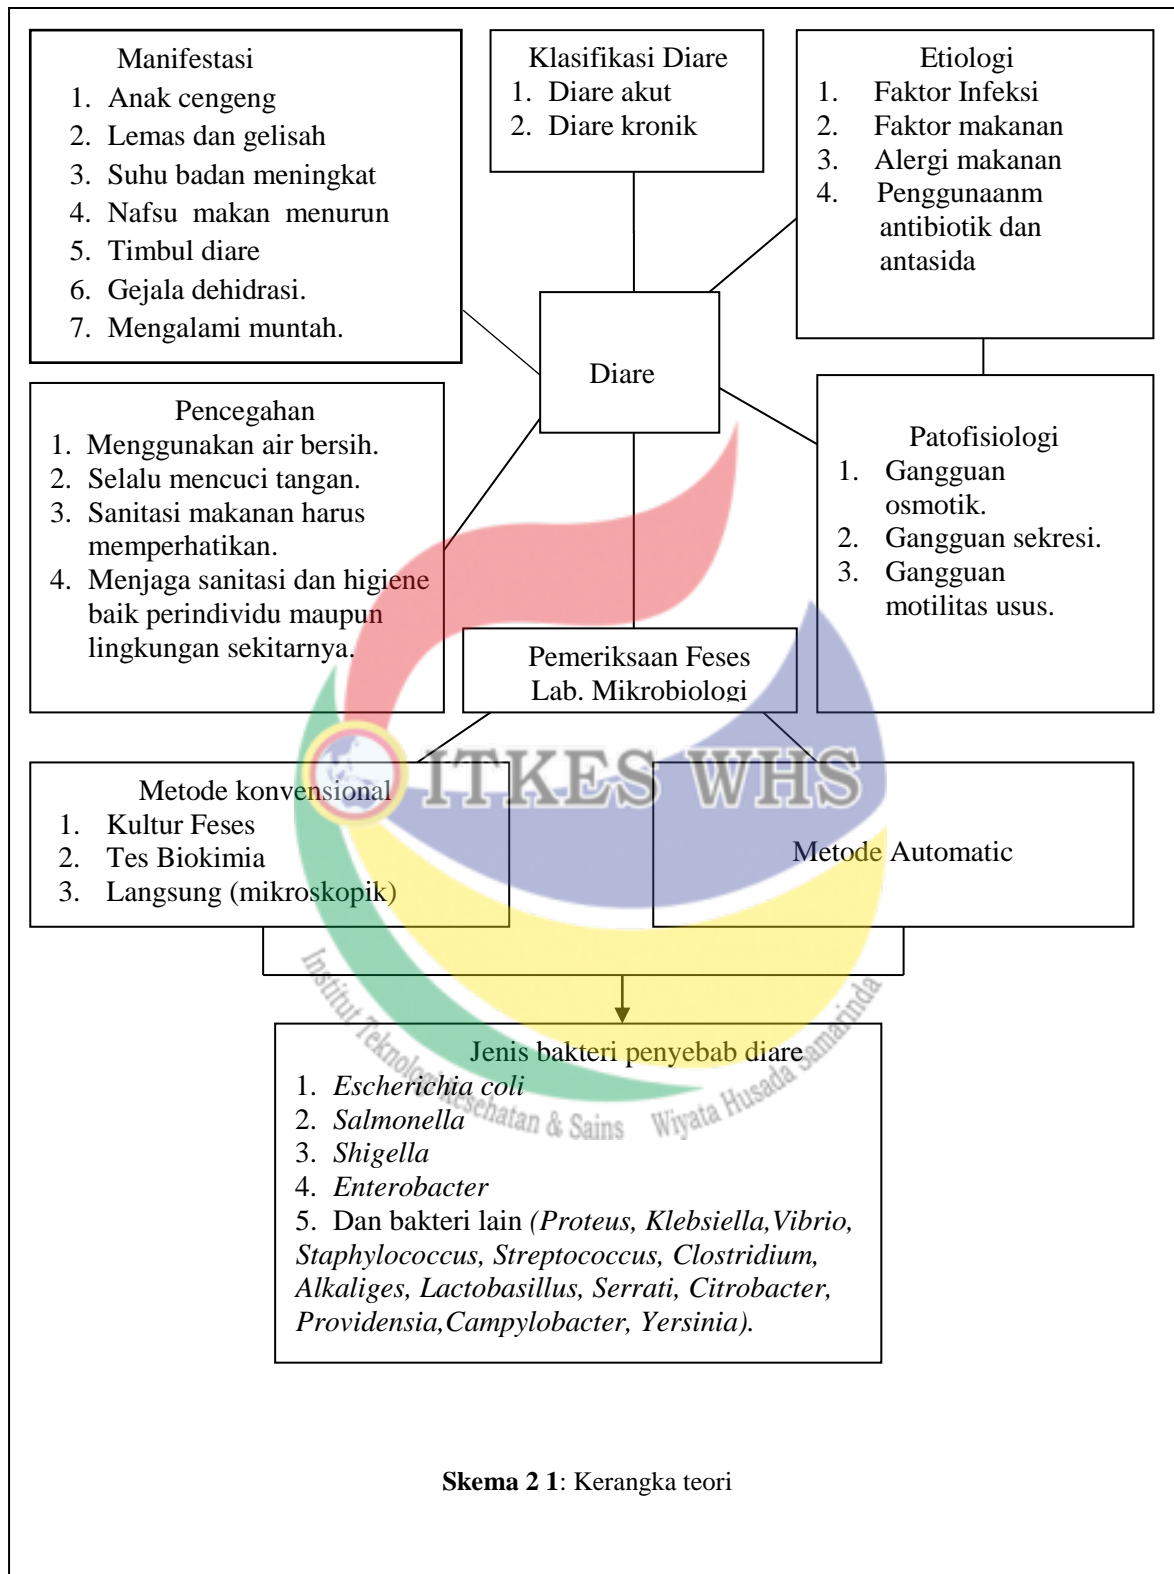 Manifestasi
1. Anak cengeng
2. Lemas dan gelisah
3. Suhu badan meningkat
4. Nafsu makan menurun
5. Timbul diare
6. Gejala dehidrasi.
7. Mengalami muntah.
Klasifikasi Diare
1. Diare akut
2. Diare kronik
Etiologi
1. Faktor Infeksi
2. Faktor makanan
3. Alergi makanan
4. Penggunaanm
antibiotik dan
antasida
Diare
Pencegahan
1. Menggunakan air bersih.
2. Selalu mencuci tangan.
3. Sanitasi makanan harus
memperhatikan.
4. Menjaga sanitasi dan higiene
baik perindividu maupun
lingkungan sekitarnya.
Patofisiologi
1. Gangguan
osmotik.
2. Gangguan sekresi.
3. Gangguan
motilitas usus.
Pemeriksaan Feses
Lab. Mikrobiologi
ITKES WHS
Metode konvensional
1. Kultur Feses
2. Tes Biokimia
3. Langsung (mikroskopik)
Metode Automatic
Institut Teknologi Kesehatan & Sains Wiyata Husada Samarinda
Jenis bakteri penyebab diare
1. Escherichia coli
2. Salmonella
3. Shigella
4. Enterobacter
5. Dan bakteri lain (Proteus, Klebsiella,Vibrio,
Staphylococcus, Streptococcus, Clostridium,
Alkaliges, Lactobasillus, Serrati, Citrobacter,
Providensia,Campylobacter, Yersinia).
Skema 2 1: Kerangka teori